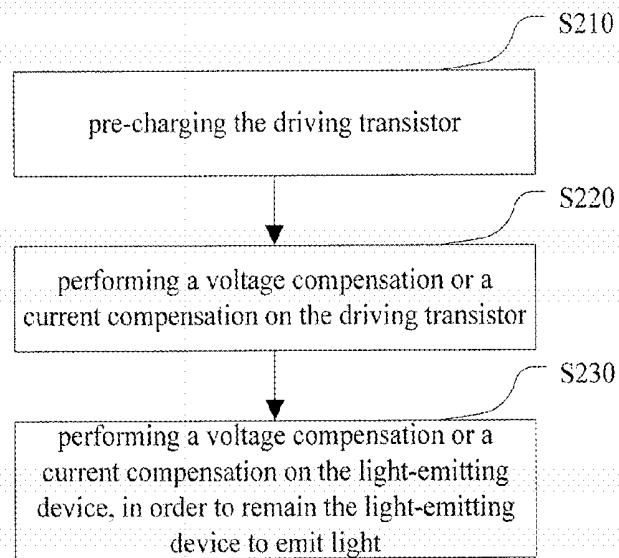 S210
pre-charging the driving transistor
S220
performing a voltage compensation or a
current compensation on the driving transistor
S230
performing a voltage compensation or a
current compensation on the light-emitting
device, in order to remain the light-emitting
device to emit light